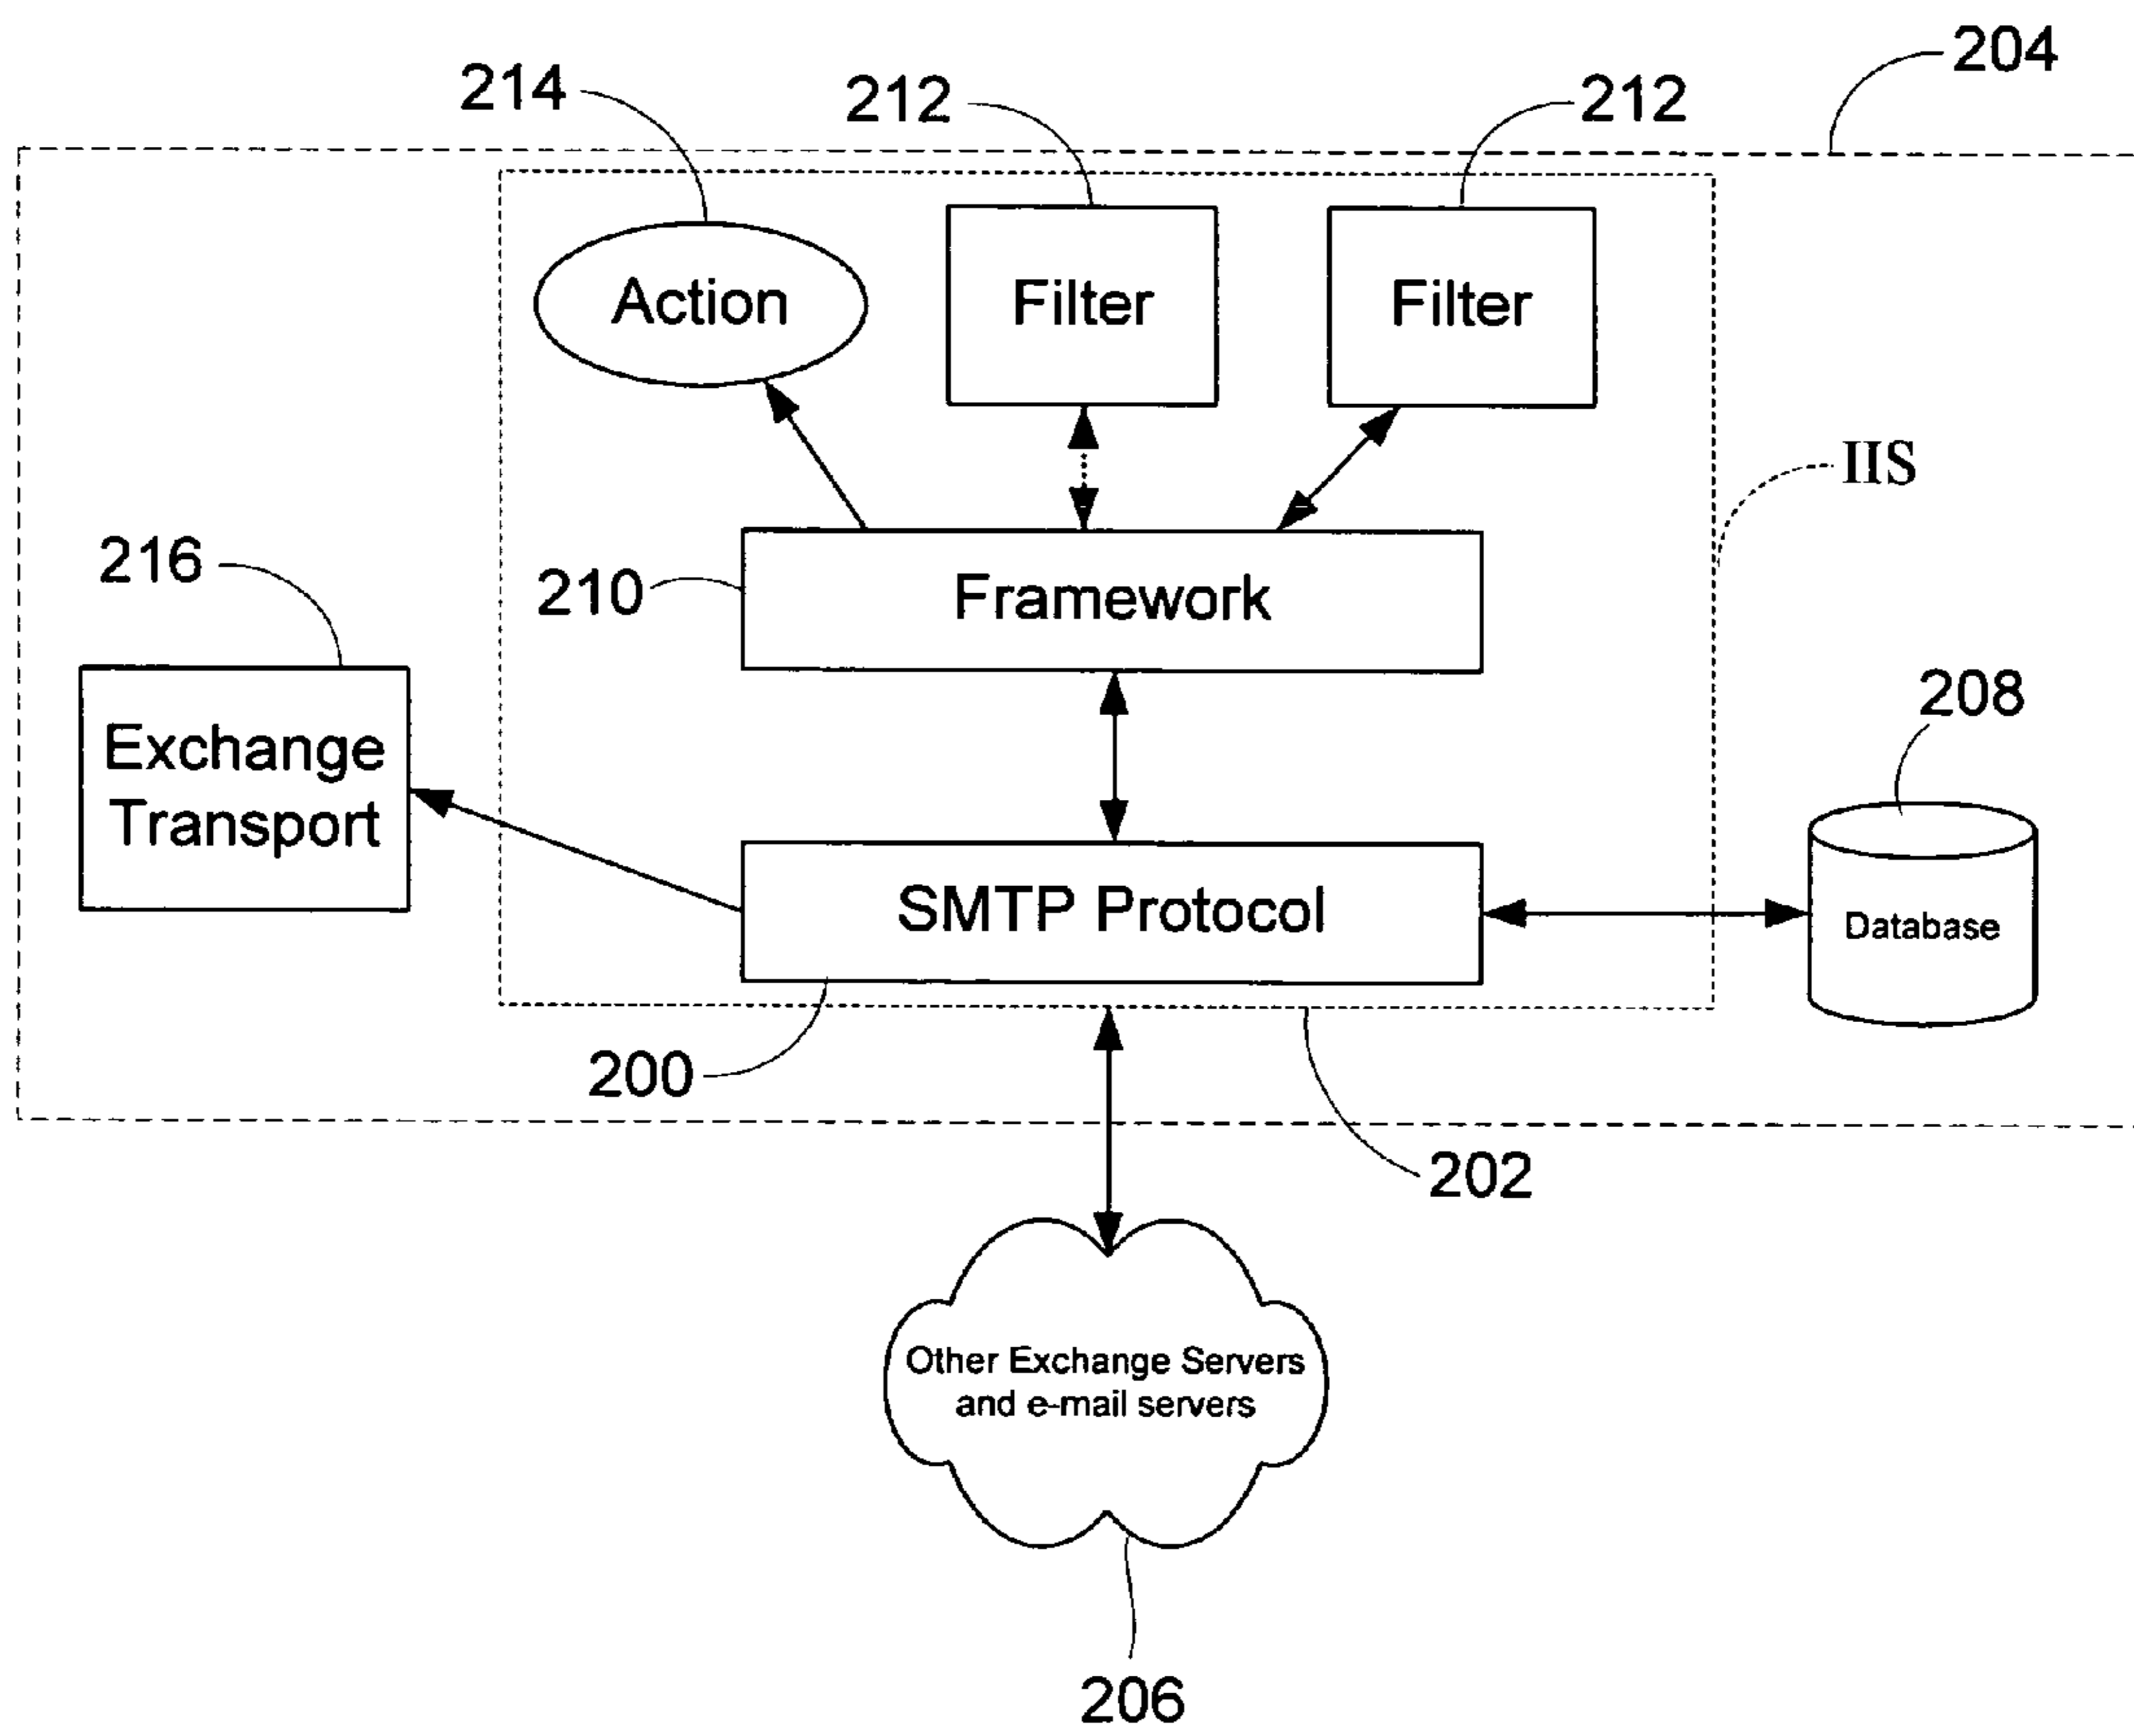 204
214
212
212
Action
Filter
Filter
IIS
216
210
Framework
208
Exchange
Transport
SMTP Protocol
Database
200
202
Other Exchange Servers
and e-mail servers
206